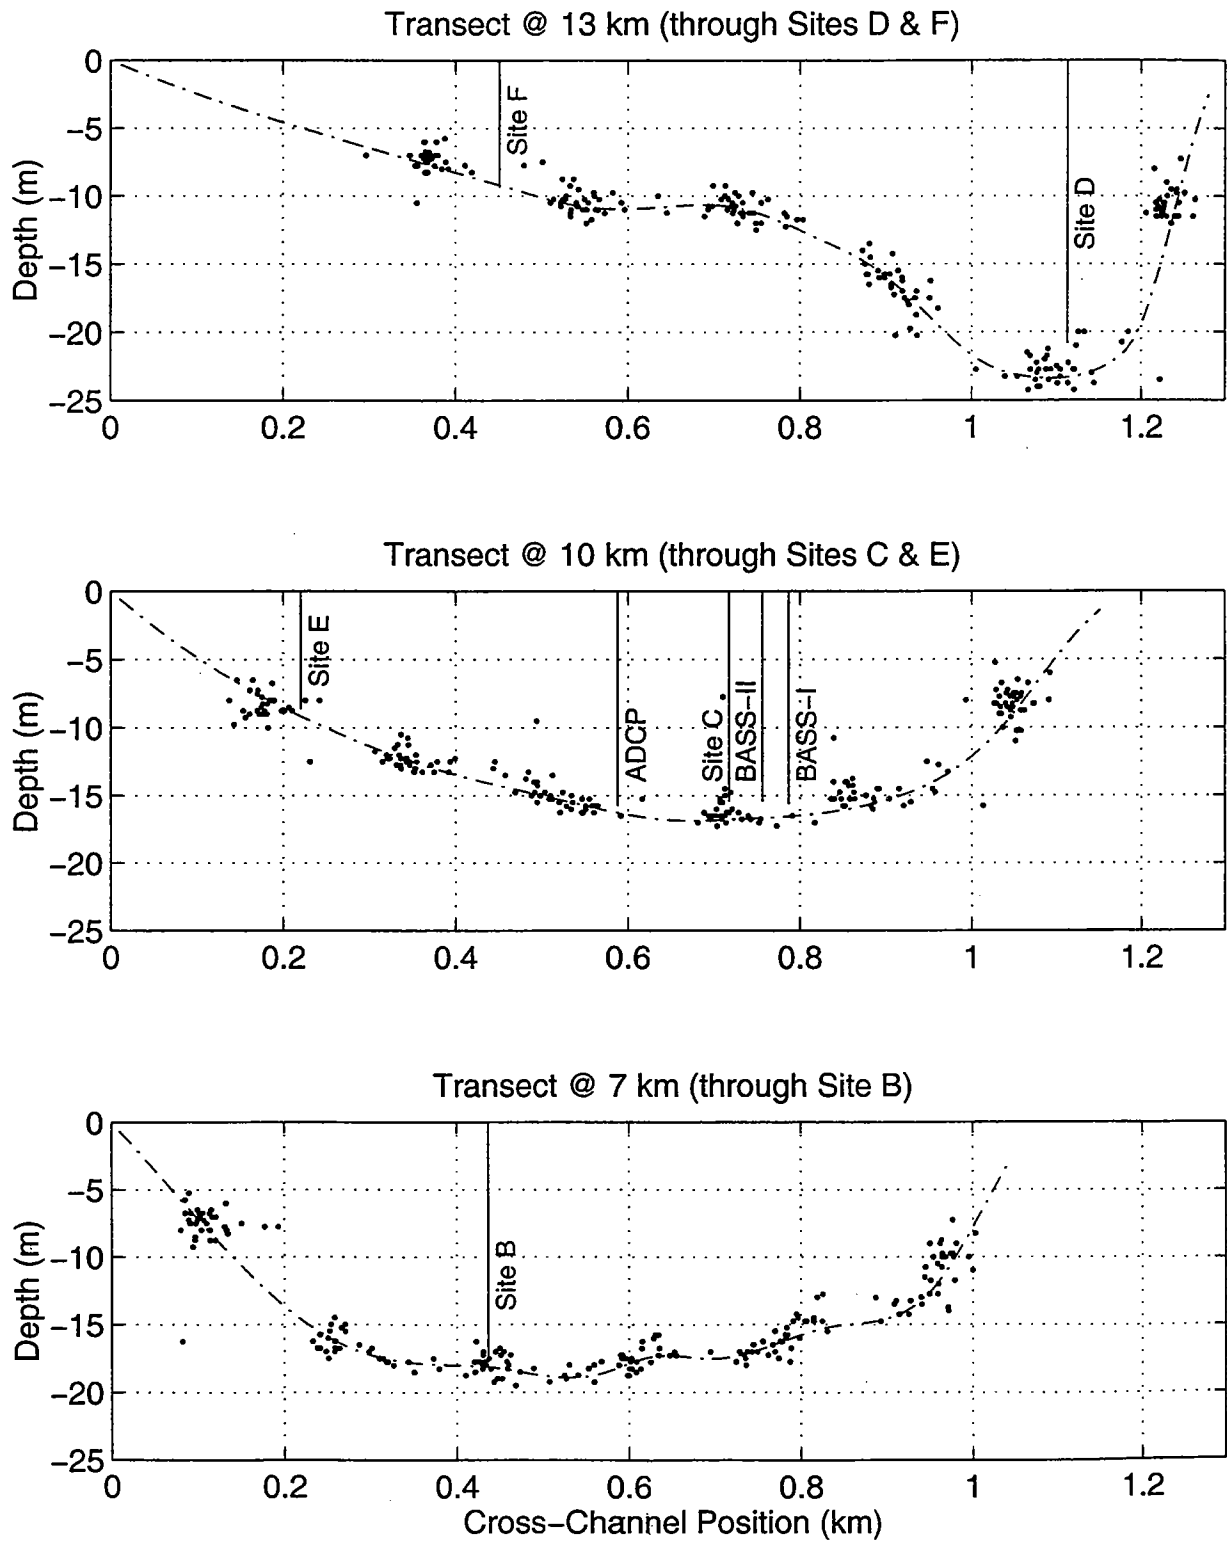 Transect @ 13 km (through Sites D & F)
0
−5
−10
−15
−20
−25
Depth (m)
Site F
Site D
0 0.2 0.4 0.6 0.8 1 1.2
Transect @ 10 km (through Sites C & E)
0
−5
−10
−15
−20
−25
Depth (m)
Site E
ADCP
Site C
BASS−II
BASS−I
0 0.2 0.4 0.6 0.8 1 1.2
Transect @ 7 km (through Site B)
0
−5
−10
−15
−20
−25
Depth (m)
Site B
0 0.2 0.4 0.6 0.8 1 1.2
Cross−Channel Position (km)